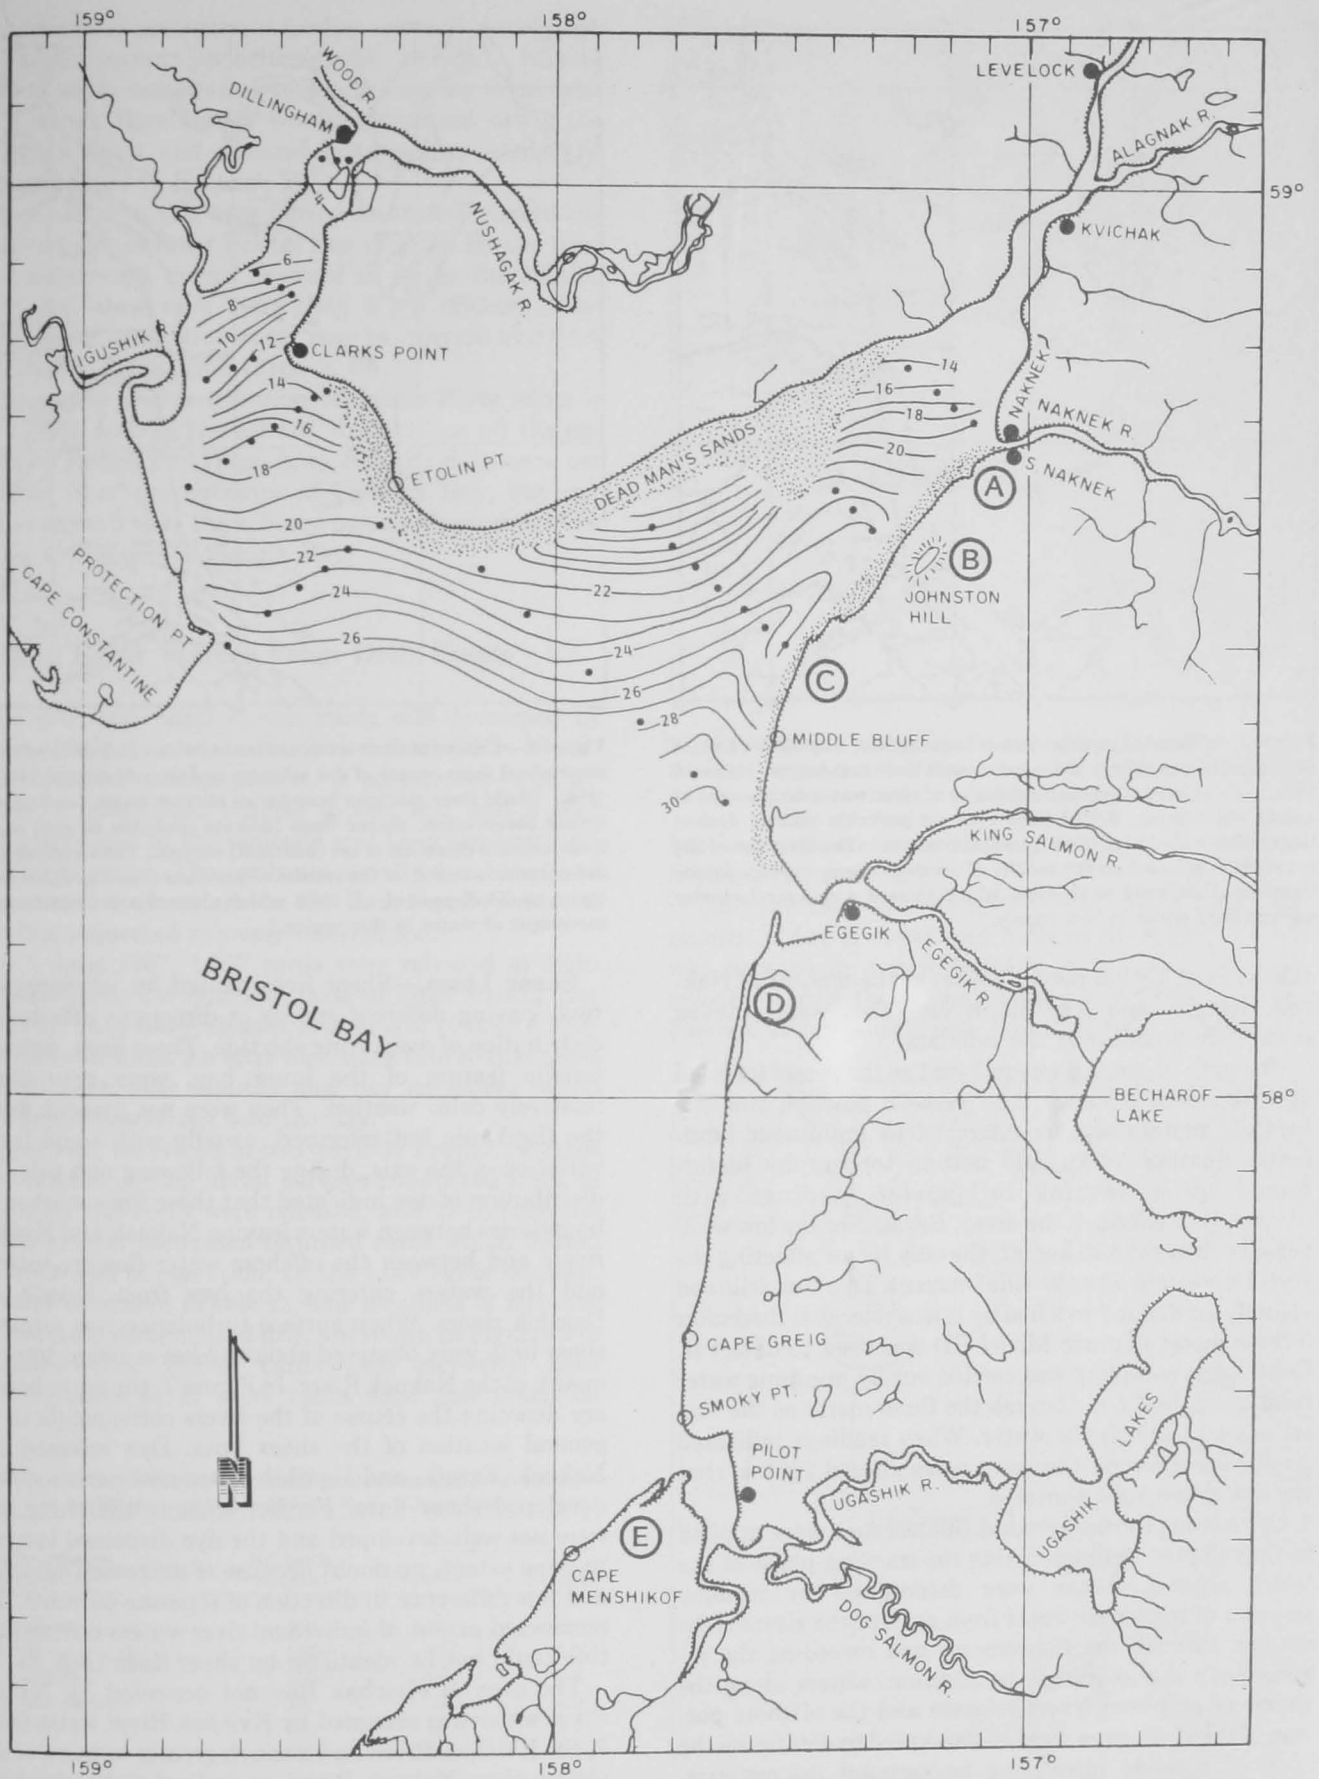 159° 158° 157°
LEVELOCK
WOOD R.
DILLINGHAM
ALAGNAK R.
59°
4
KVICHAK
NUSHAGAK R.
6
8
10
12
IGUSHIK R.
CLARKS POINT
14
14
16
16
18
18
20
NAKNEK
NAKNEK R.
S. NAKNEK
ETOLIN PT.
DEAD MAN'S SANDS
A
20
22
24
26
22
24
26
28
30
PROTECTION PT.
CAPE CONSTANTINE
B
JOHNSTON
HILL
C
MIDDLE BLUFF
KING SALMON R.
EGEGIK
EGEGIK R.
BRISTOL BAY
D
BECHAROF
LAKE
58°
CAPE GREIG
SMOKY PT.
PILOT
POINT
UGASHIK R.
UGASHIK
LAKES
N
E
CAPE
MENSHIKOF
DOG SALMON R.
159° 158° 157°